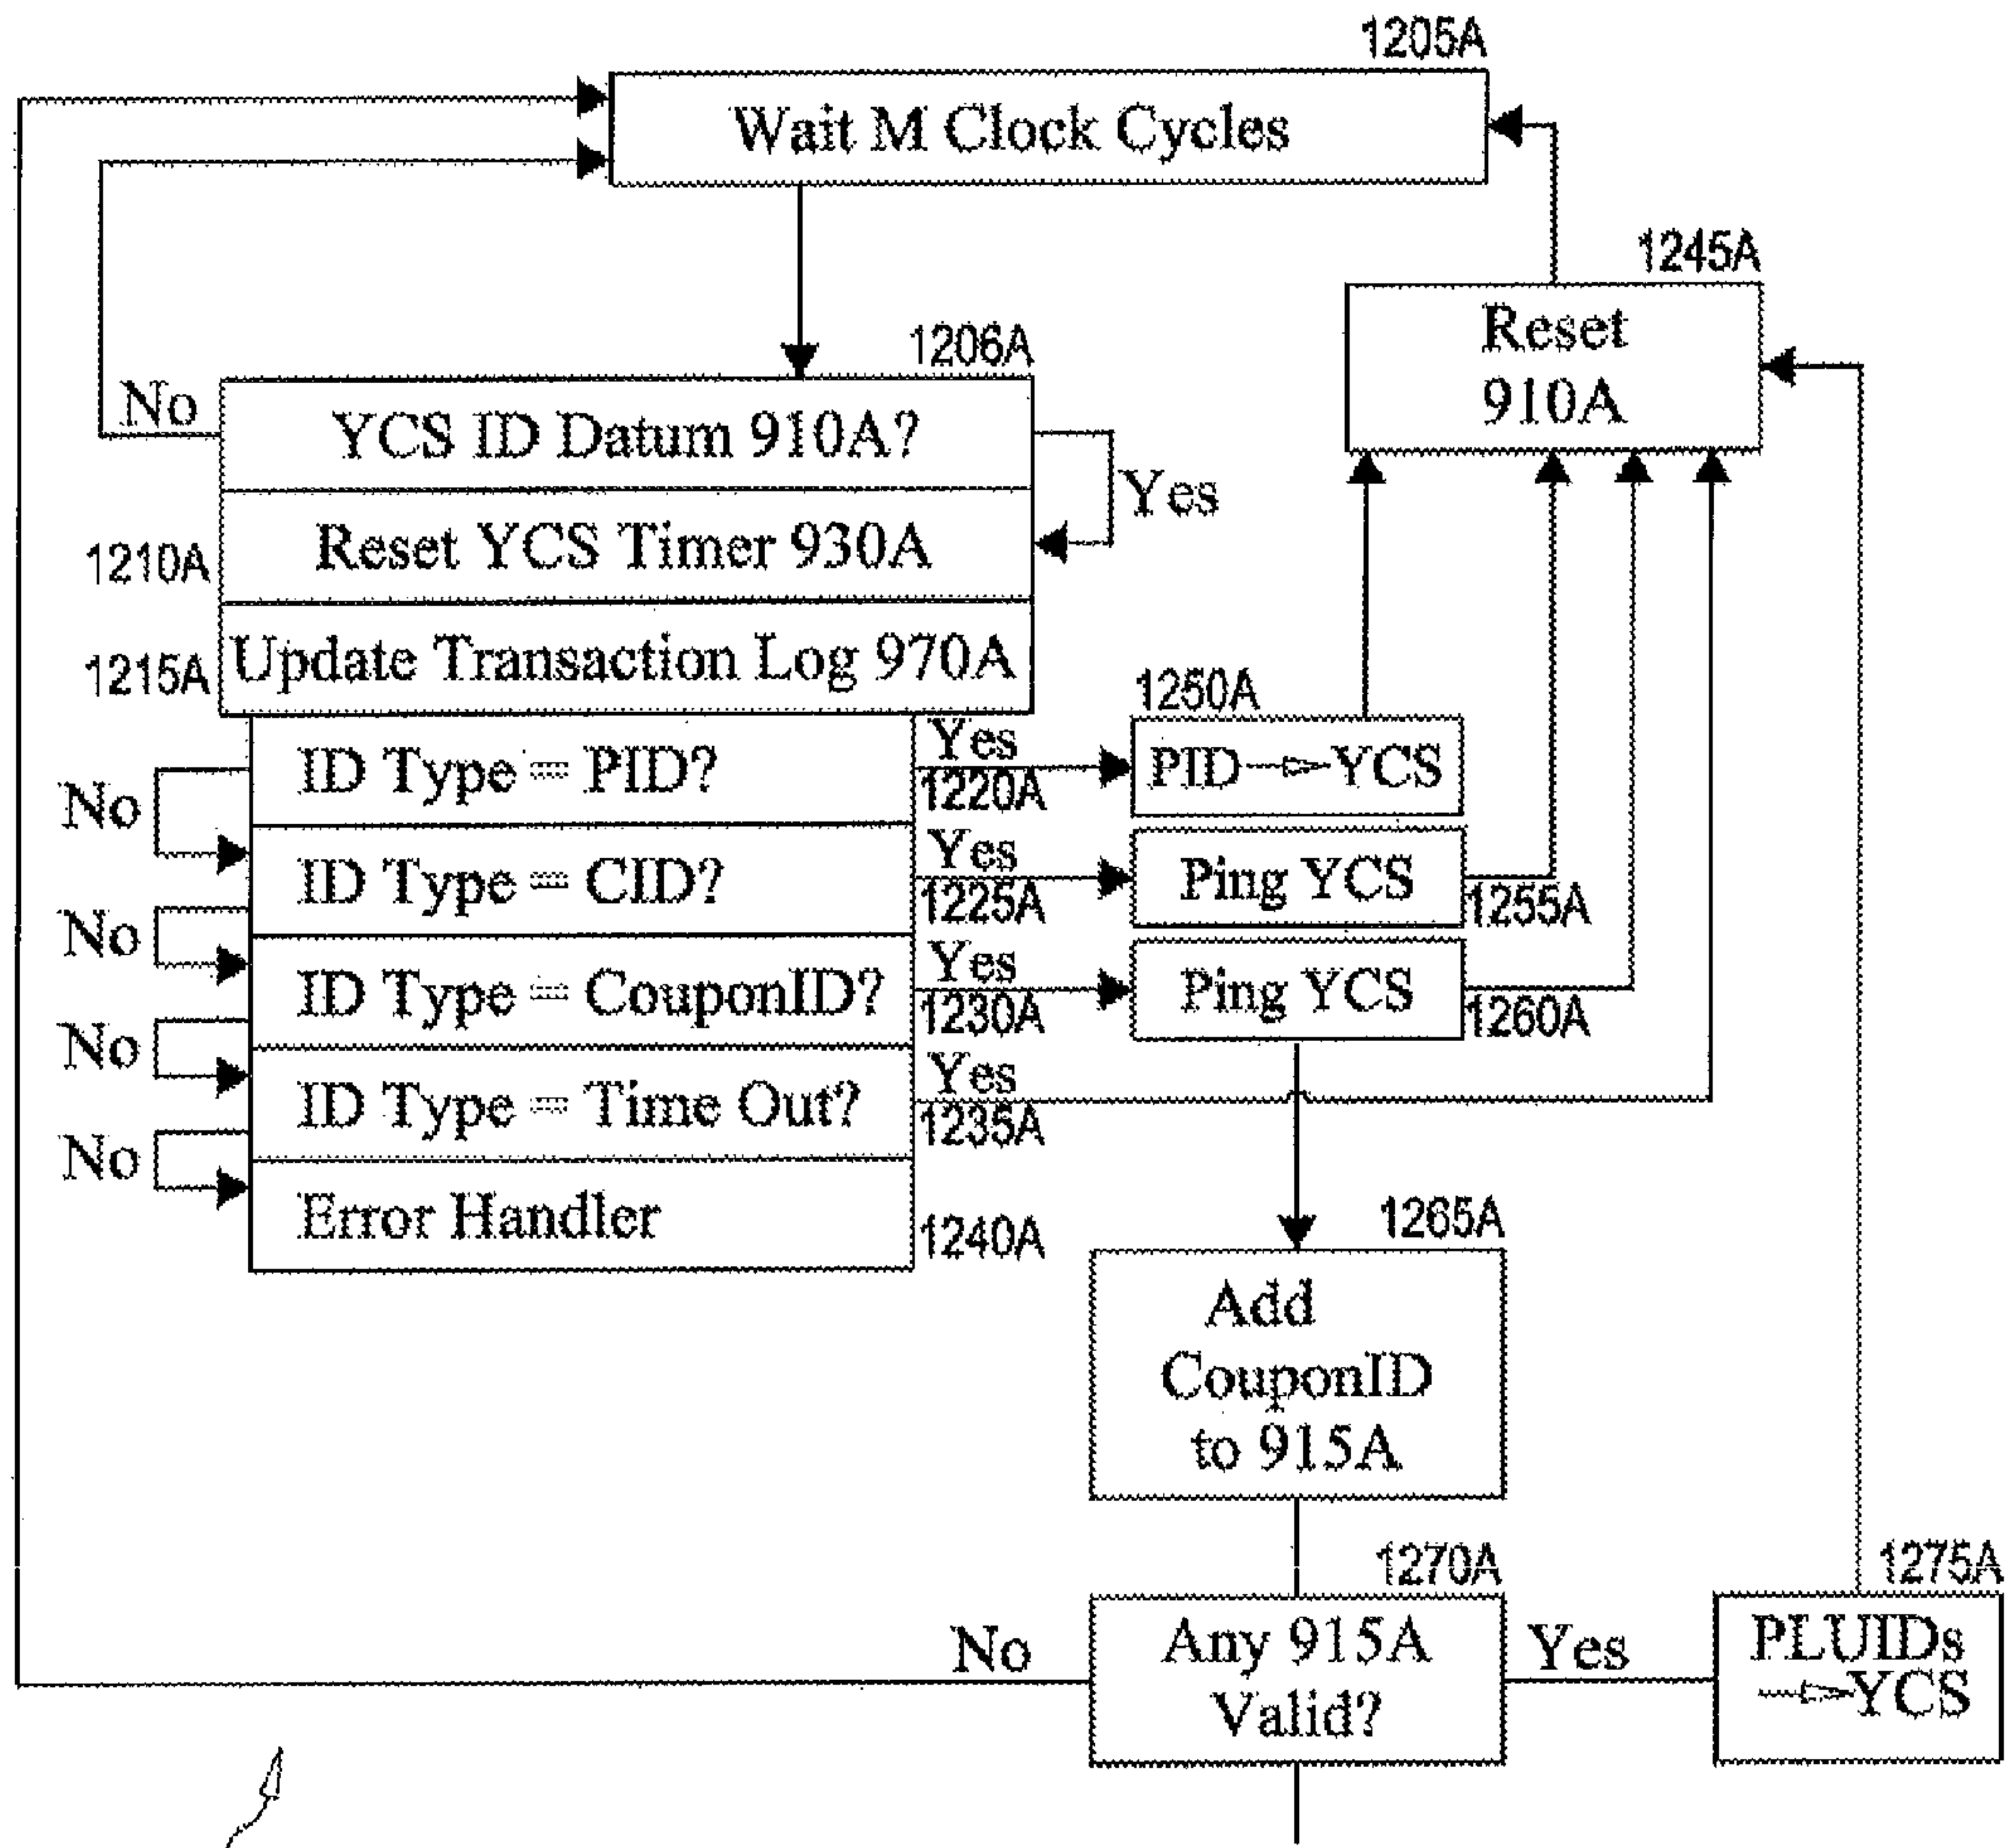 1205A
Wait M Clock Cycles
1245A
Reset
910A
1206A
No
YCS ID Datum 910A?
Yes
1210A
Reset YCS Timer 930A
1215A
Update Transaction Log 970A
1250A
ID Type = PID?
Yes
1220A
PID → YCS
No
ID Type = CID?
Yes
1225A
Ping YCS
1255A
No
ID Type = CouponID?
Yes
1230A
Ping YCS
1260A
No
ID Type = Time Out?
Yes
1235A
No
Error Handler
1240A
1265A
Add
CouponID
to 915A
1270A
1275A
No
Any 915A
Valid?
Yes
PLUIDs
→YCS